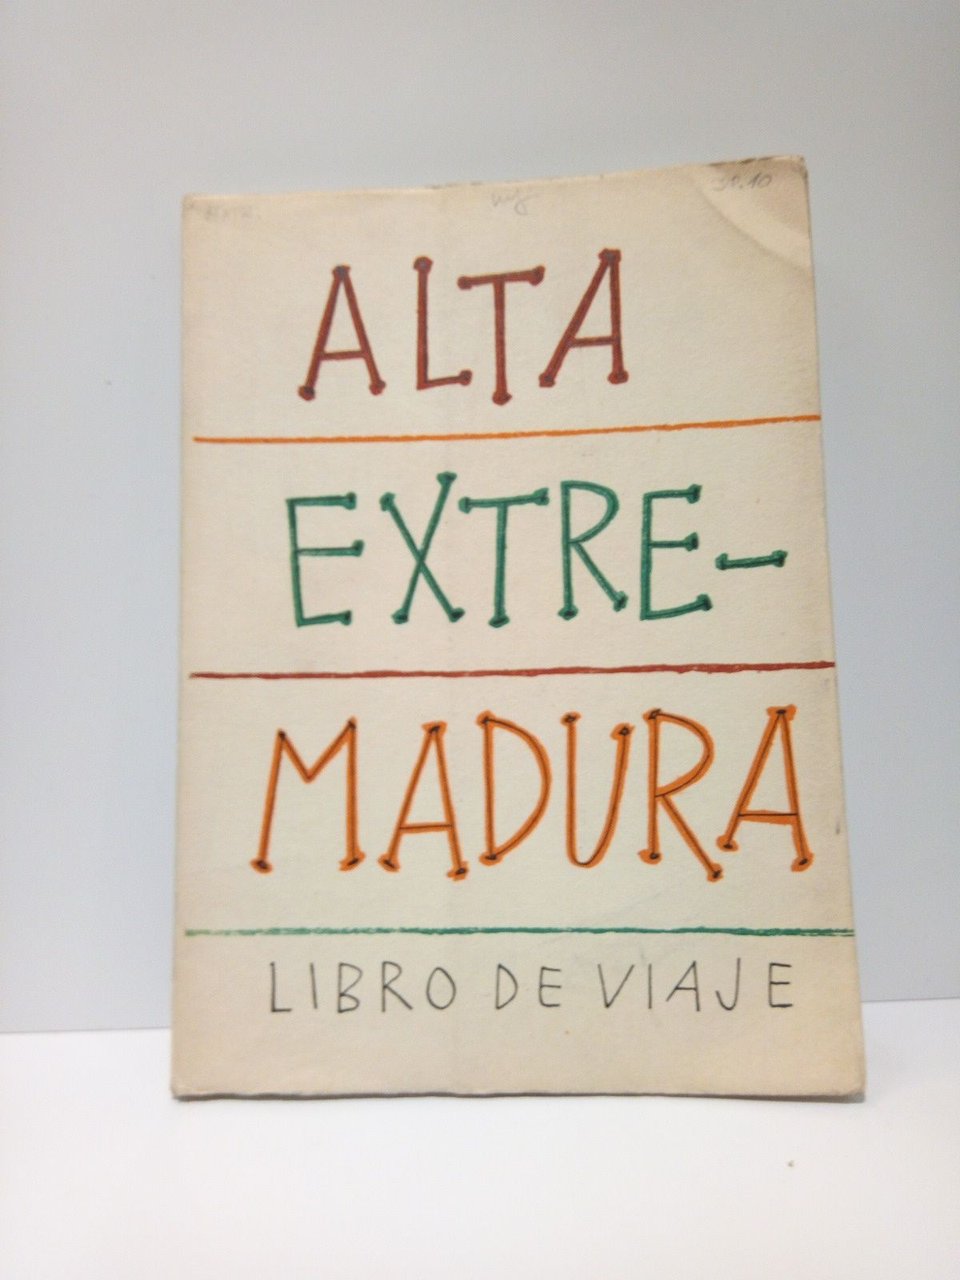 ALTA
EXTRE-
MADURA
LIBRO DE VIAJE